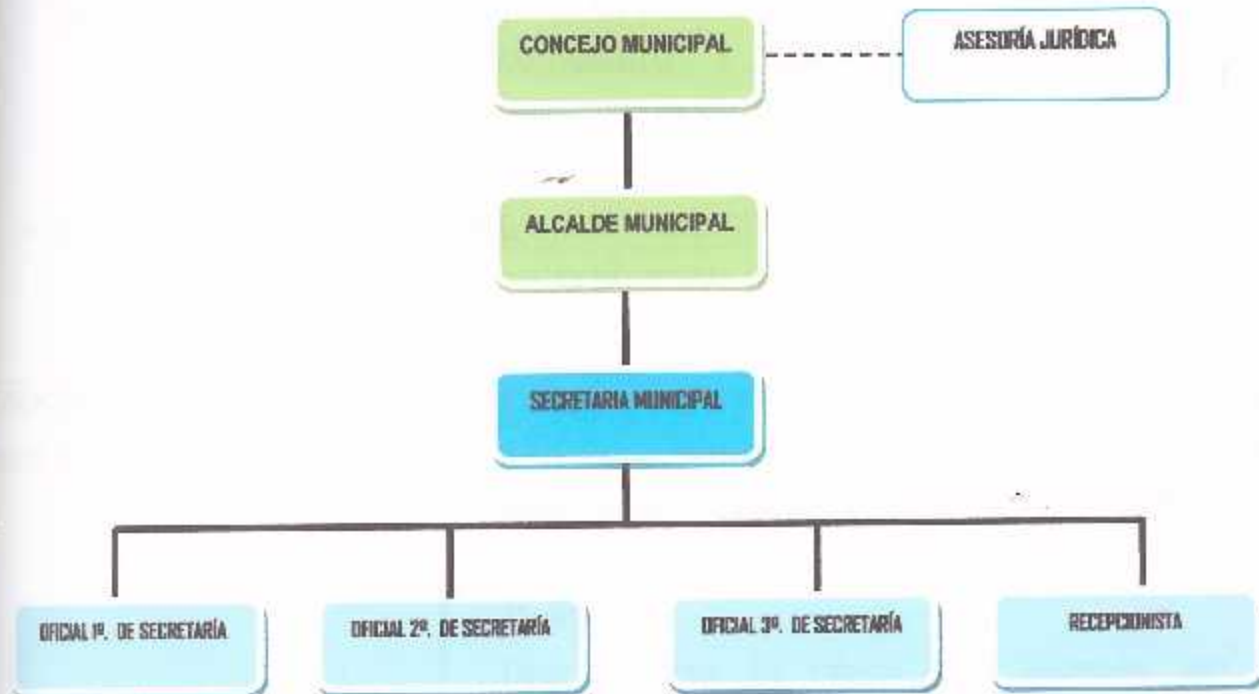 CONCEJO MUNICIPAL
ASESORÍA JURÍDICA
ALCALDE MUNICIPAL
SECRETARIA MUNICIPAL
OFICIAL 1º. DE SECRETARÍA
OFICIAL 2º. DE SECRETARÍA
OFICIAL 3º. DE SECRETARÍA
RECEPCIONISTA